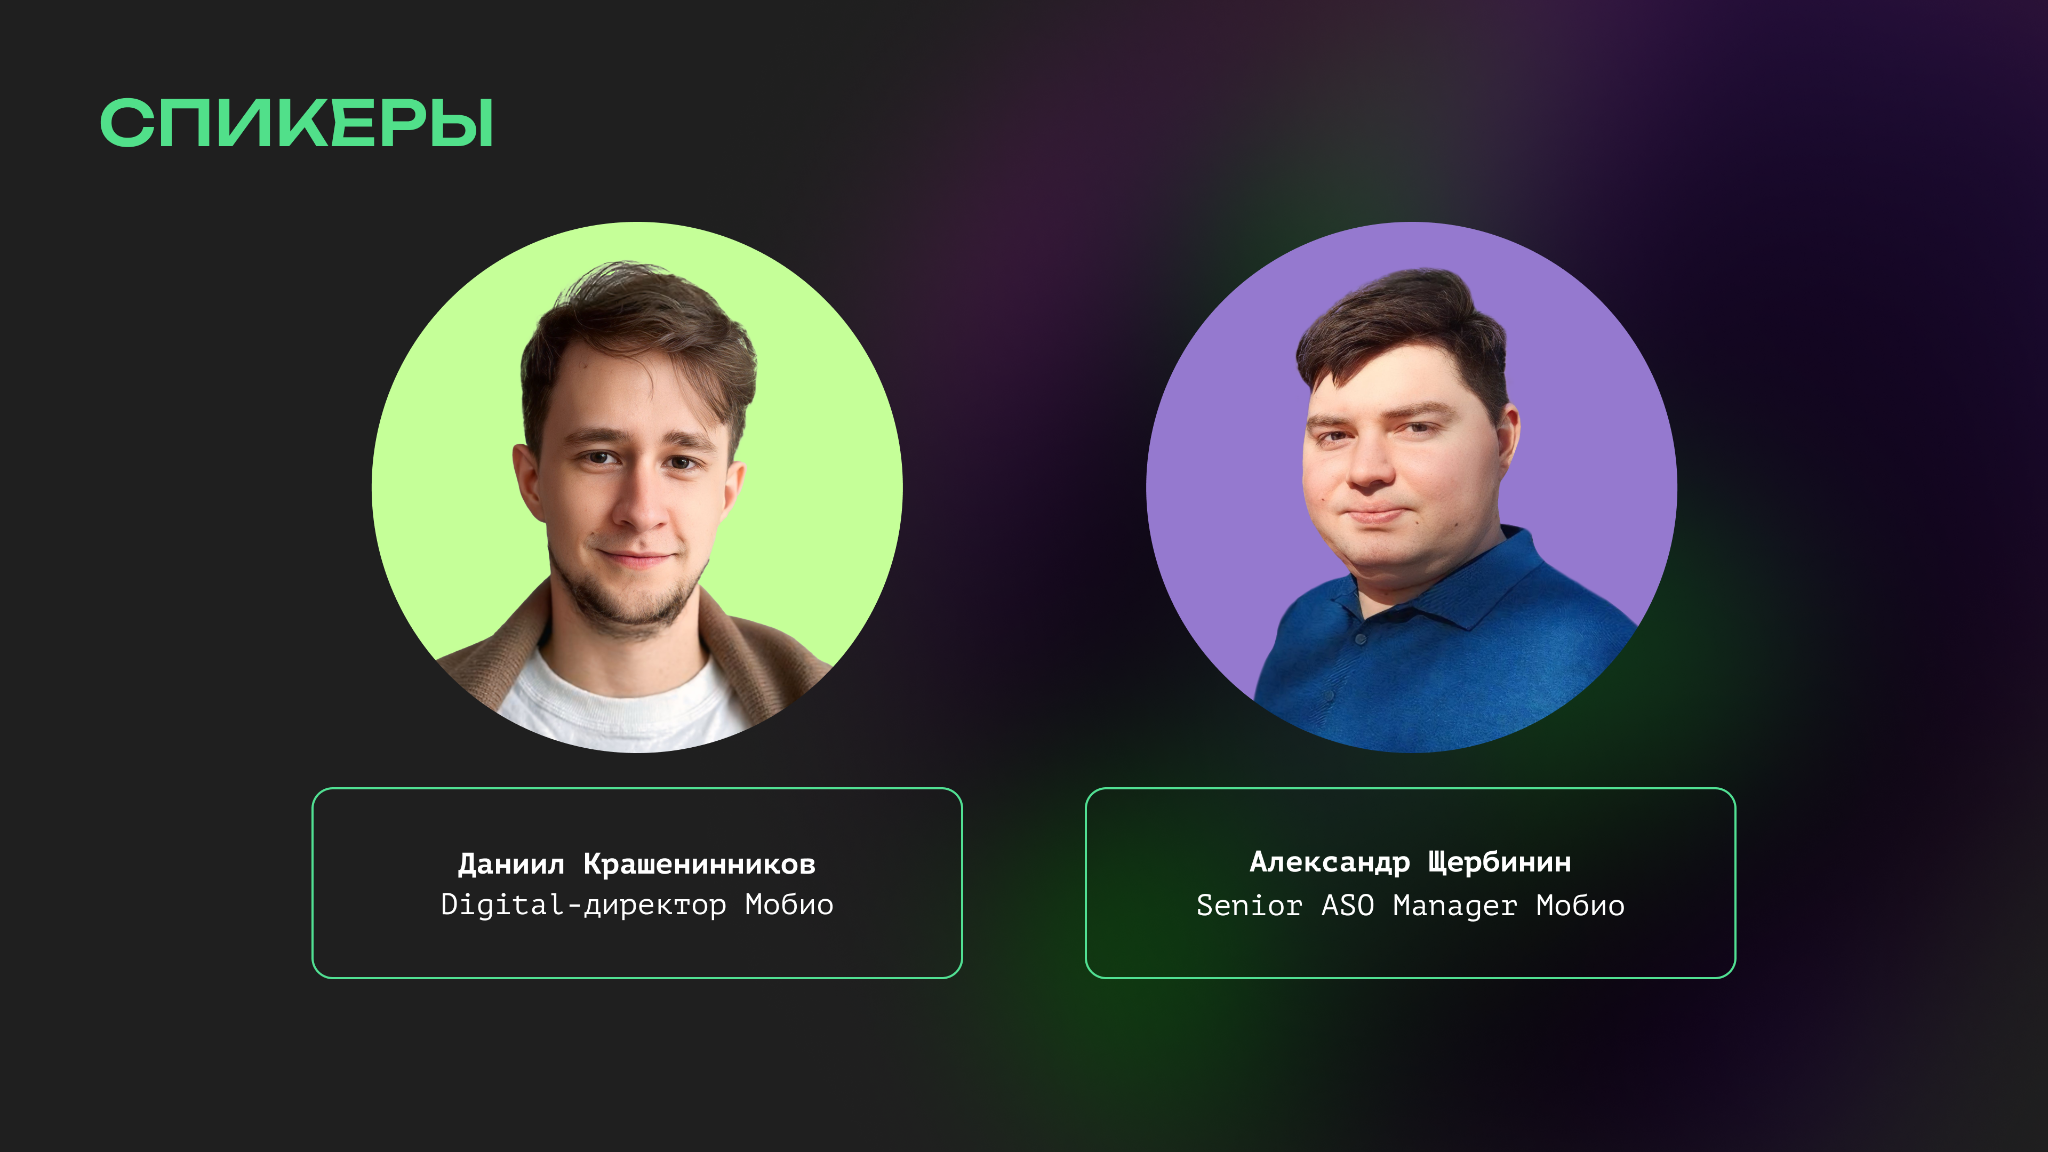 СПИКЕРЫ
Даниил Крашенинников
Digital-директор Мобио
Александр Щербинин
Senior ASO Manager Мобио